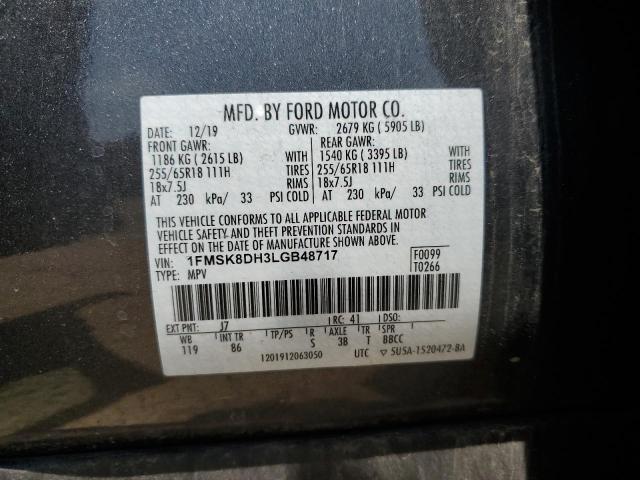 MFD. BY FORD MOTOR CO.
DATE: 12/19 GVWR: 2679 KG ( 5905 LB)
FRONT GAWR: REAR GAWR:
1186 KG ( 2615 LB) WITH 1540 KG ( 3395 LB) WITH
255/65R18 111H TIRES 255/65R18 111H TIRES
18x7.5J RIMS 18x7.5J RIMS
AT 230 kPa/ 33 PSI COLD AT 230 kPa/ 33 PSI COLD
THIS VEHICLE CONFORMS TO ALL APPLICABLE FEDERAL MOTOR
VEHICLE SAFETY AND THEFT PREVENTION STANDARDS IN
EFFECT ON THE DATE OF MANUFACTURE SHOWN ABOVE.
VIN: 1FMSK8DH3LGB48717 F0099
TYPE: MPV T0266
EXT PNT: J7 RC: 41 DSO:
WB INT TR TP/PS R AXLE TR SPR
119 86 S 38 T BBCC
1201912063050 UTC ▽ 5U5A-1520472-BA